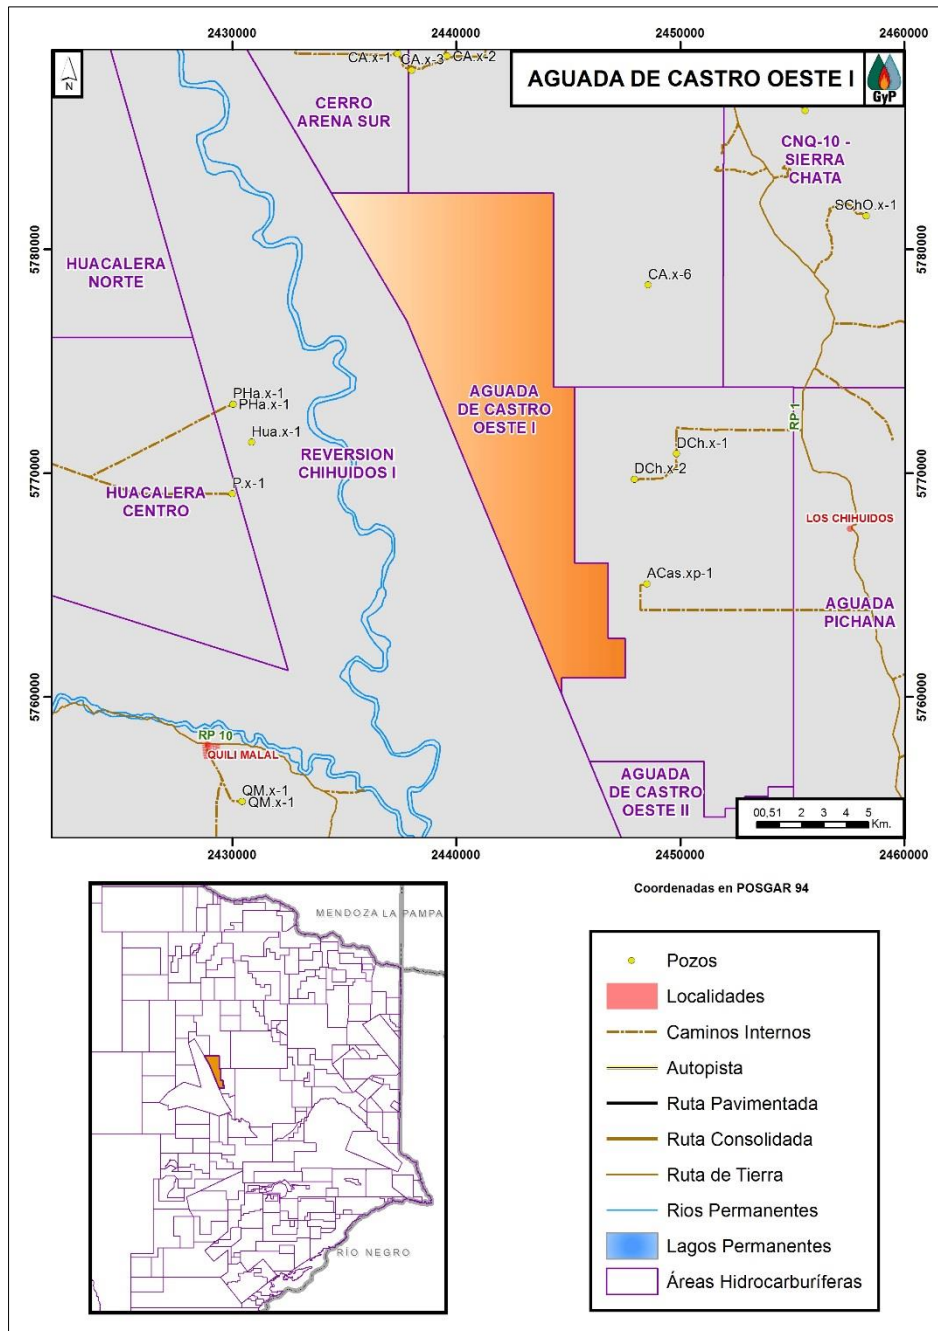 2430000
2440000
2450000
2460000
AGUADA DE CASTRO OESTE I
GyP
N
CA.x-1
CA.x-3
CA.x-2
CERRO
ARENA SUR
CNQ-10 -
SIERRA
CHATA
SChO.x-1
5780000
5780000
HUACALERA
NORTE
CA.x-6
PHa.x-1
PHa.x-1
AGUADA
DE CASTRO
OESTE I
RP 1
Hua.x-1
REVERSION
CHIHUIDOS I
DCh.x-1
DCh.x-2
5770000
5770000
P.x-1
HUACALERA
CENTRO
LOS CHIHUIDOS
ACas.xp-1
AGUADA
PICHANA
5760000
5760000
RP 10
QUILI MALAL
QM.x-1
QM.x-1
AGUADA
DE CASTRO
OESTE II
00,51 2 3 4 5
Km.
2430000
2440000
2450000
2460000
Coordenadas en POSGAR 94
MENDOZA
LA PAMPA
RÍO NEGRO
Pozos
Localidades
Caminos Internos
Autopista
Ruta Pavimentada
Ruta Consolidada
Ruta de Tierra
Rios Permanentes
Lagos Permanentes
Áreas Hidrocarburíferas